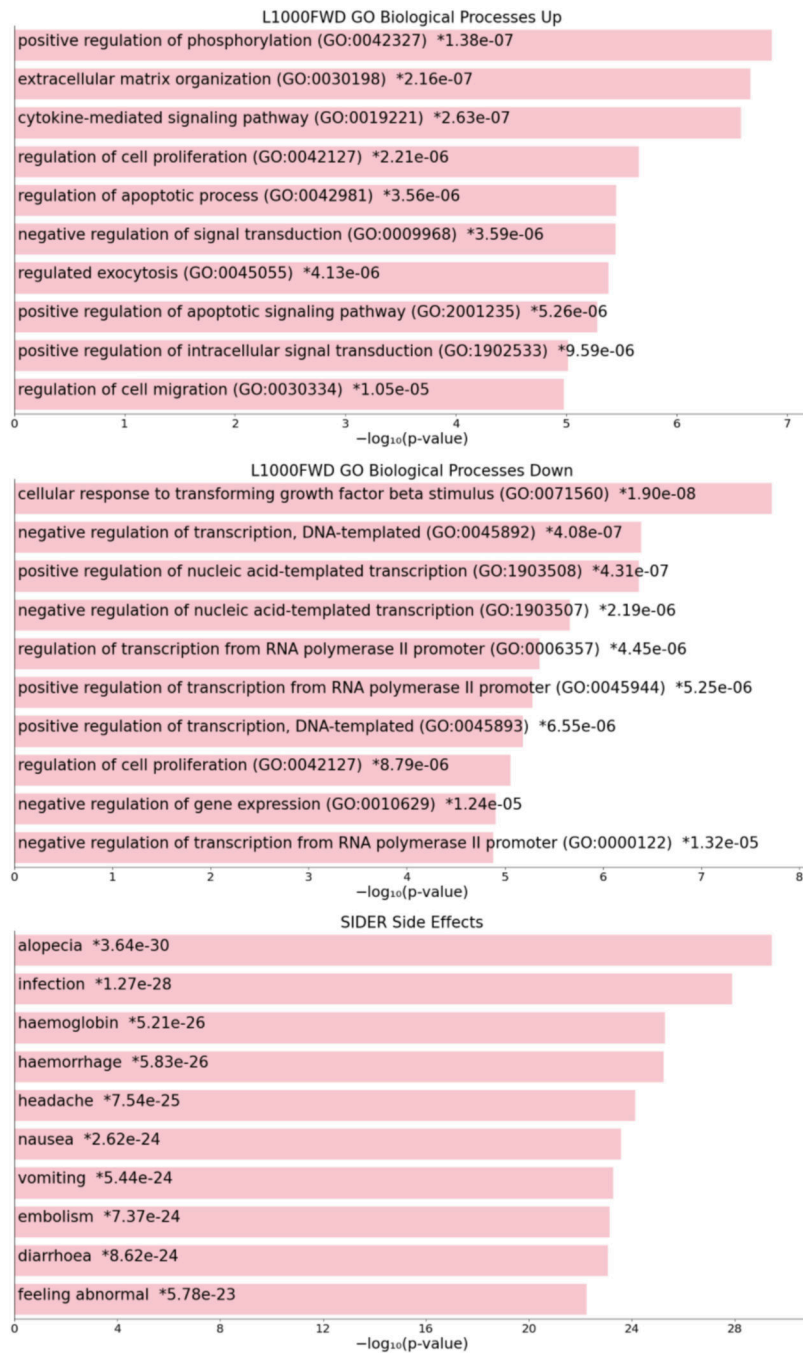 L1000FWD GO Biological Processes Up
positive regulation of phosphorylation (GO:0042327) *1.38e-07
extracellular matrix organization (GO:0030198) *2.16e-07
cytokine-mediated signaling pathway (GO:0019221) *2.63e-07
regulation of cell proliferation (GO:0042127) *2.21e-06
regulation of apoptotic process (GO:0042981) *3.56e-06
negative regulation of signal transduction (GO:0009968) *3.59e-06
regulated exocytosis (GO:0045055) *4.13e-06
positive regulation of apoptotic signaling pathway (GO:2001235) *5.26e-06
positive regulation of intracellular signal transduction (GO:1902533) *9.59e-06
regulation of cell migration (GO:0030334) *1.05e-05
0 1 2 3 4 5 6 7
−log₁₀(p-value)
L1000FWD GO Biological Processes Down
cellular response to transforming growth factor beta stimulus (GO:0071560) *1.90e-08
negative regulation of transcription, DNA-templated (GO:0045892) *4.08e-07
positive regulation of nucleic acid-templated transcription (GO:1903508) *4.31e-07
negative regulation of nucleic acid-templated transcription (GO:1903507) *2.19e-06
regulation of transcription from RNA polymerase II promoter (GO:0006357) *4.45e-06
positive regulation of transcription from RNA polymerase II promoter (GO:0045944) *5.25e-06
positive regulation of transcription, DNA-templated (GO:0045893) *6.55e-06
regulation of cell proliferation (GO:0042127) *8.79e-06
negative regulation of gene expression (GO:0010629) *1.24e-05
negative regulation of transcription from RNA polymerase II promoter (GO:0000122) *1.32e-05
0 1 2 3 4 5 6 7 8
−log₁₀(p-value)
SIDER Side Effects
alopecia *3.64e-30
infection *1.27e-28
haemoglobin *5.21e-26
haemorrhage *5.83e-26
headache *7.54e-25
nausea *2.62e-24
vomiting *5.44e-24
embolism *7.37e-24
diarrhoea *8.62e-24
feeling abnormal *5.78e-23
0 4 8 12 16 20 24 28
−log₁₀(p-value)